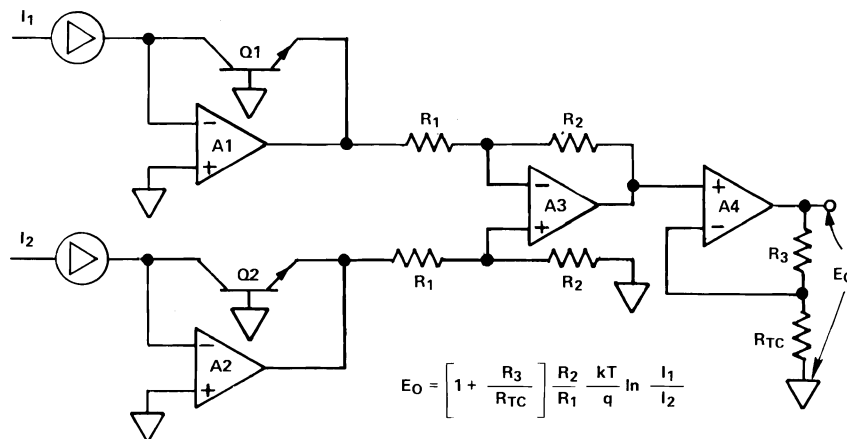 I1
Q1
A1
− +
R1
R2
A3
− +
A4
+ −
I2
Q2
A2
− +
R1
R2
R3
RTC
EO
EO = [1 + R3/RTC] R2/R1 kT/q ln I1/I2